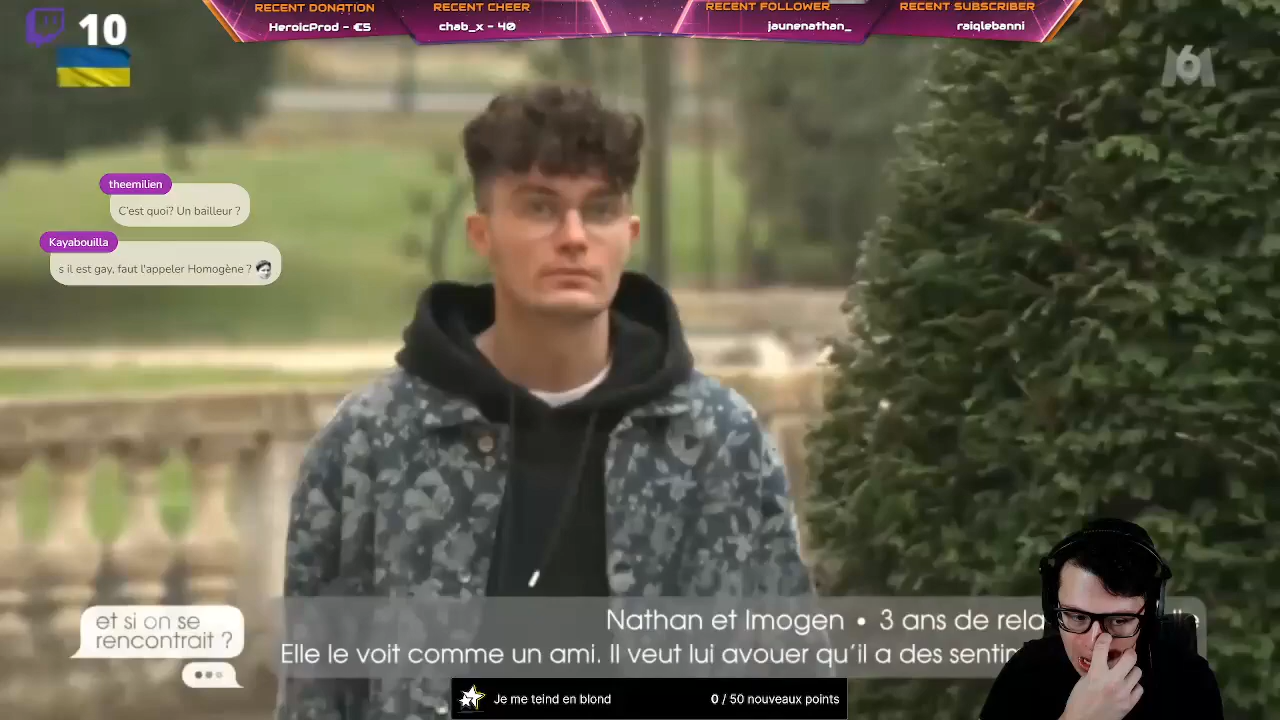 10
RECENT DONATION
HeroicProd - €5
RECENT CHEER
chab_x - 40
RECENT FOLLOWER
jaunenathan_
RECENT SUBSCRIBER
raiqlebanni
M6
theemilien
C'est quoi? Un bailleur ?
Kayabouilla
s il est gay, faut l'appeler Homogène ?
et si on se
rencontrait ?
Nathan et Imogen • 3 ans de rela
Elle le voit comme un ami. Il veut lui avouer qu'il a des sentim
Je me teind en blond
0 / 50 nouveaux points